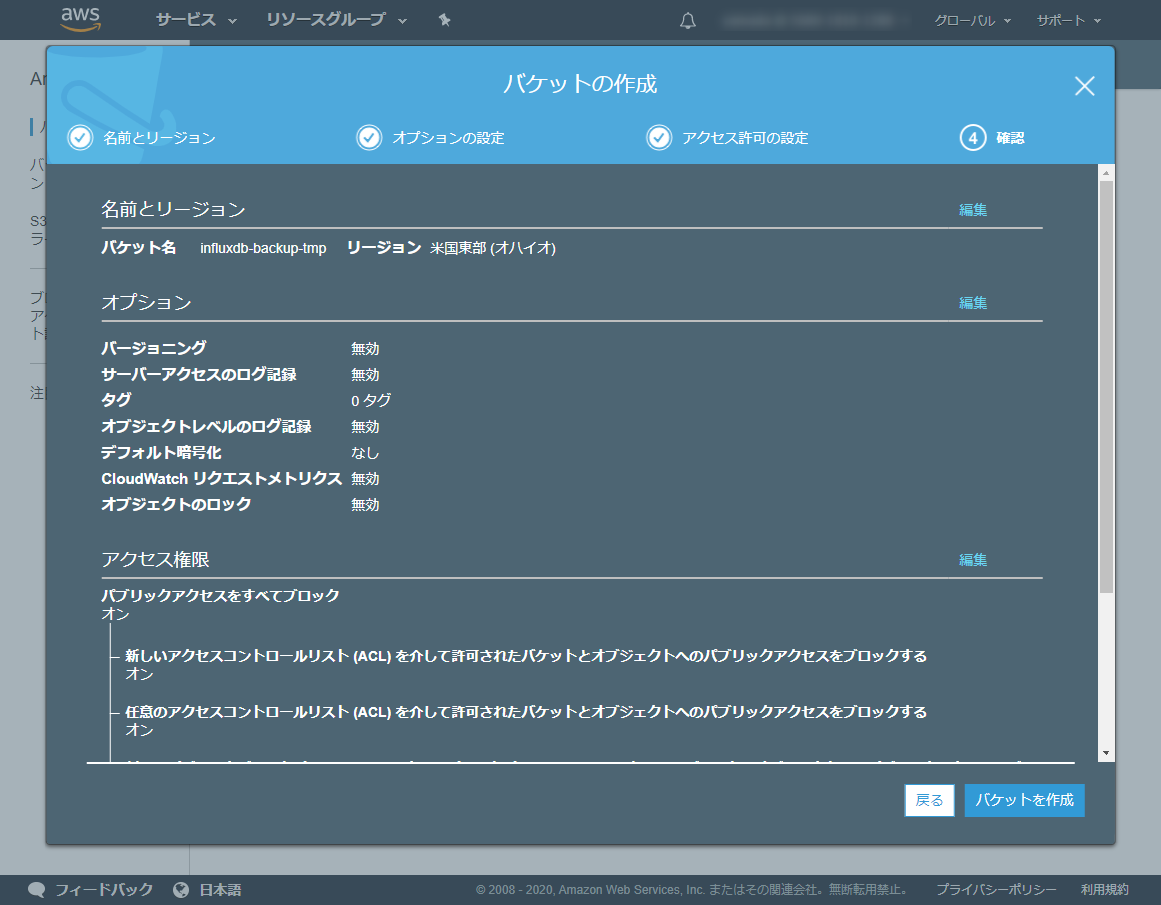 aws サービス リソースグループ グローバル サポート
バケットの作成
名前とリージョン オプションの設定 アクセス許可の設定 4 確認
名前とリージョン 編集
バケット名 influxdb-backup-tmp リージョン 米国東部 (オハイオ)
オプション 編集
バージョニング 無効
サーバーアクセスのログ記録 無効
タグ 0 タグ
オブジェクトレベルのログ記録 無効
デフォルト暗号化 なし
CloudWatch リクエストメトリクス 無効
オブジェクトのロック 無効
アクセス権限 編集
パブリックアクセスをすべてブロック
オン
新しいアクセスコントロールリスト (ACL) を介して許可されたバケットとオブジェクトへのパブリックアクセスをブロックする
オン
任意のアクセスコントロールリスト (ACL) を介して許可されたバケットとオブジェクトへのパブリックアクセスをブロックする
オン
戻る バケットを作成
フィードバック 日本語 © 2008 - 2020, Amazon Web Services, Inc. またはその関連会社。無断転用禁止。 プライバシーポリシー 利用規約